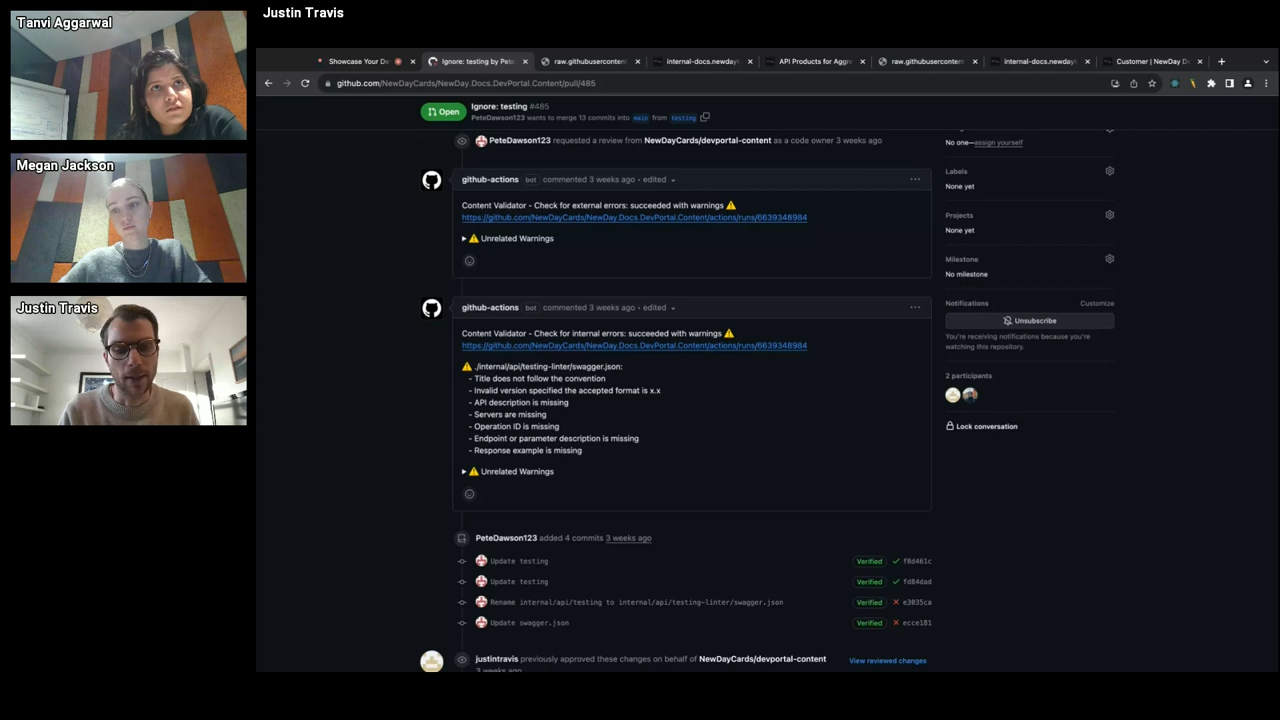 Tanvi Aggarwal
Megan Jackson
Justin Travis
Justin Travis
Showcase Your De
Ignore: testing by Pete
raw.githubusercontent
internal-docs.newday
API Products for Aggre
raw.githubusercontent
internal-docs.newday
Customer | NewDay D
github.com/NewDayCards/NewDay.Docs.DevPortal.Content/pull/485
Open
Ignore: testing #485
PeteDawson123 wants to merge 13 commits into main from testing
PeteDawson123 requested a review from NewDayCards/devportal-content as a code owner 3 weeks ago
github-actions bot commented 3 weeks ago • edited
Content Validator - Check for external errors: succeeded with warnings ⚠
https://github.com/NewDayCards/NewDay.Docs.DevPortal.Content/actions/runs/6639348984
⚠ Unrelated Warnings
github-actions bot commented 3 weeks ago • edited
Content Validator - Check for internal errors: succeeded with warnings ⚠
https://github.com/NewDayCards/NewDay.Docs.DevPortal.Content/actions/runs/6639348984
⚠ ./internal/api/testing-linter/swagger.json:
- Title does not follow the convention
- Invalid version specified the accepted format is x.x
- API description is missing
- Servers are missing
- Operation ID is missing
- Endpoint or parameter description is missing
- Response example is missing
⚠ Unrelated Warnings
PeteDawson123 added 4 commits 3 weeks ago
Update testing Verified f8d461c
Update testing Verified fd84dad
Rename internal/api/testing to internal/api/testing-linter/swagger.json Verified e3035ca
Update swagger.json Verified ecce181
justintravis previously approved these changes on behalf of NewDayCards/devportal-content View reviewed changes
3 weeks ago
No one—assign yourself
Labels
None yet
Projects
None yet
Milestone
No milestone
Notifications Customize
Unsubscribe
You're receiving notifications because you're
watching this repository.
2 participants
Lock conversation